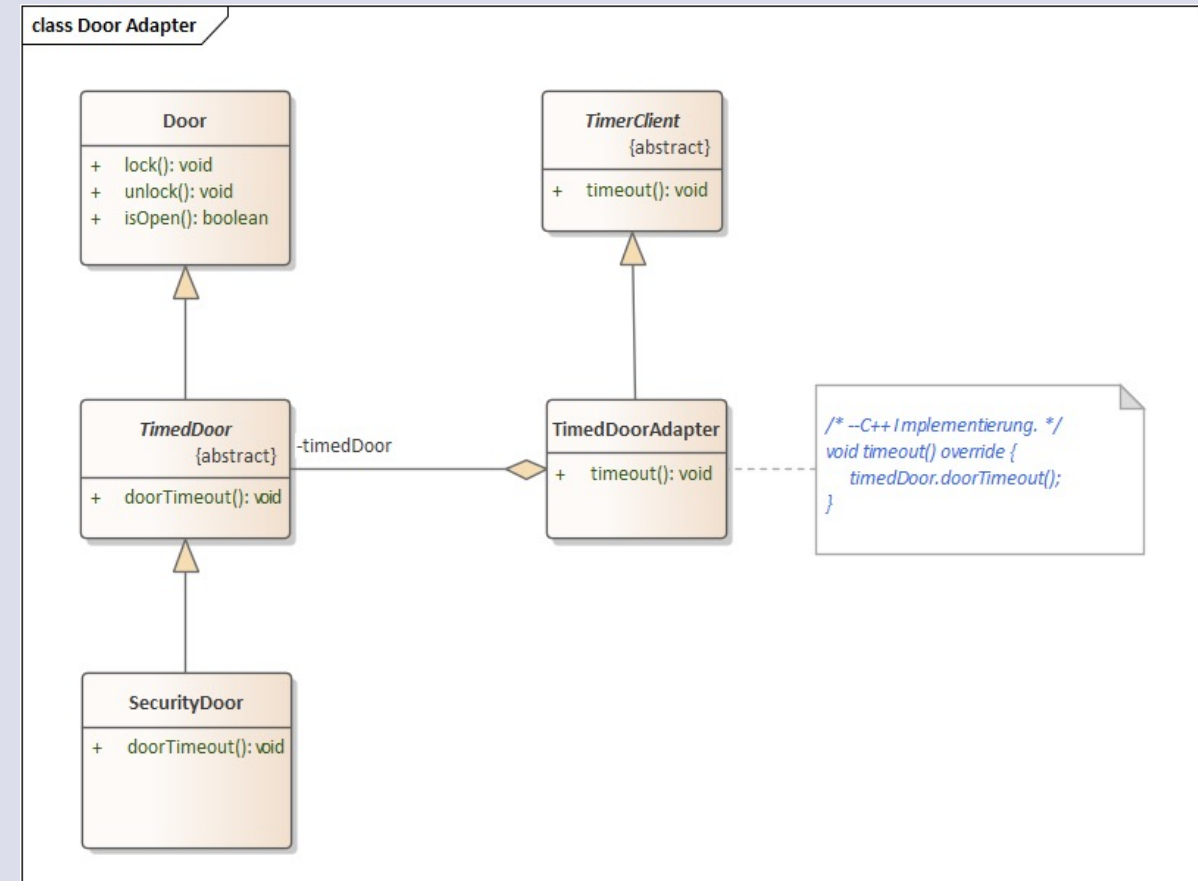 class Door Adapter
Door
+ lock(): void
+ unlock(): void
+ isOpen(): boolean
TimerClient
{abstract}
+ timeout(): void
TimedDoor
{abstract}
+ doorTimeout(): void
-timedDoor
TimedDoorAdapter
+ timeout(): void
/* --C++ Implementierung. */
void timeout() override {
timedDoor.doorTimeout();
}
SecurityDoor
+ doorTimeout(): void